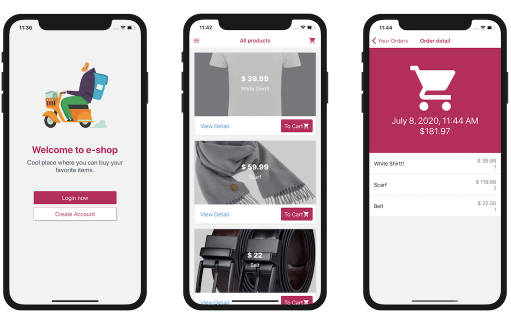 11:36
Welcome to e-shop
Cool place where you can buy your
favorite items.
Login now
Create Account
11:42
All products
$ 39.99
White Shirt!!
View Detail
To Cart
$ 59.99
Scarf
View Detail
To Cart
$ 22
Belt
View Detail
To Cart
11:44
Your Orders
Order detail
July 8, 2020, 11:44 AM
$181.97
White Shirt!!
$ 39.99
1
Scarf
$ 119.98
2
Belt
$ 22.00
1